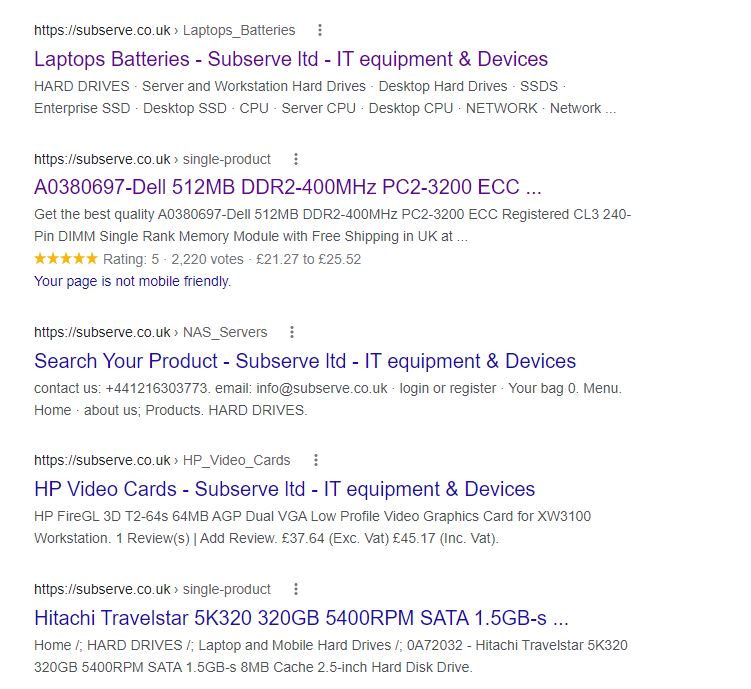 https://subserve.co.uk › Laptops_Batteries
Laptops Batteries - Subserve ltd - IT equipment & Devices
HARD DRIVES · Server and Workstation Hard Drives · Desktop Hard Drives · SSDS ·
Enterprise SSD · Desktop SSD · CPU · Server CPU · Desktop CPU · NETWORK · Network ...
https://subserve.co.uk › single-product
A0380697-Dell 512MB DDR2-400MHz PC2-3200 ECC ...
Get the best quality A0380697-Dell 512MB DDR2-400MHz PC2-3200 ECC Registered CL3 240-
Pin DIMM Single Rank Memory Module with Free Shipping in UK at ...
Rating: 5 · 2,220 votes · £21.27 to £25.52
Your page is not mobile friendly.
https://subserve.co.uk › NAS_Servers
Search Your Product - Subserve ltd - IT equipment & Devices
contact us: +441216303773. email: info@subserve.co.uk · login or register · Your bag 0. Menu.
Home · about us; Products. HARD DRIVES.
https://subserve.co.uk › HP_Video_Cards
HP Video Cards - Subserve ltd - IT equipment & Devices
HP FireGL 3D T2-64s 64MB AGP Dual VGA Low Profile Video Graphics Card for XW3100
Workstation. 1 Review(s) | Add Review. £37.64 (Exc. Vat) £45.17 (Inc. Vat).
https://subserve.co.uk › single-product
Hitachi Travelstar 5K320 320GB 5400RPM SATA 1.5GB-s ...
Home /; HARD DRIVES /; Laptop and Mobile Hard Drives /; 0A72032 - Hitachi Travelstar 5K320
320GB 5400RPM SATA 1.5GB-s 8MB Cache 2.5-inch Hard Disk Drive.